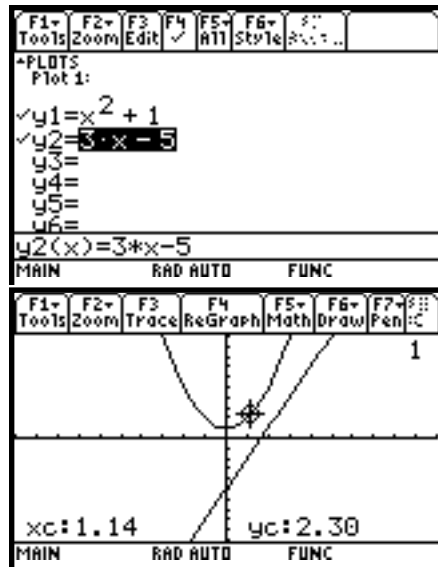 F1▾ F2▾ F3 F4 F5▾ F6▾
Tools Zoom Edit ✓ All Style
▴PLOTS
Plot 1:
✓y1=x² + 1
✓y2=3·x − 5
y3=
y4=
y5=
y6=
y2(x)=3*x-5
MAIN RAD AUTO FUNC
F1▾ F2▾ F3 F4 F5▾ F6▾ F7▾
Tools Zoom Trace ReGraph Math Draw Pen :C
1
xc:1.14 yc:2.30
MAIN RAD AUTO FUNC